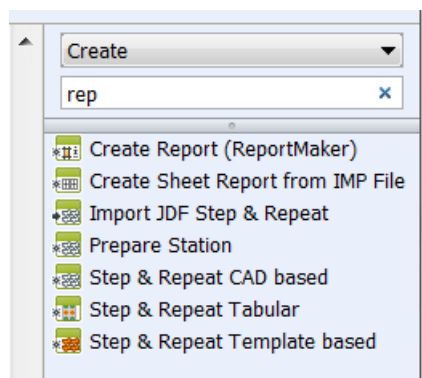 Create
rep
Create Report (ReportMaker)
Create Sheet Report from IMP File
Import JDF Step & Repeat
Prepare Station
Step & Repeat CAD based
Step & Repeat Tabular
Step & Repeat Template based